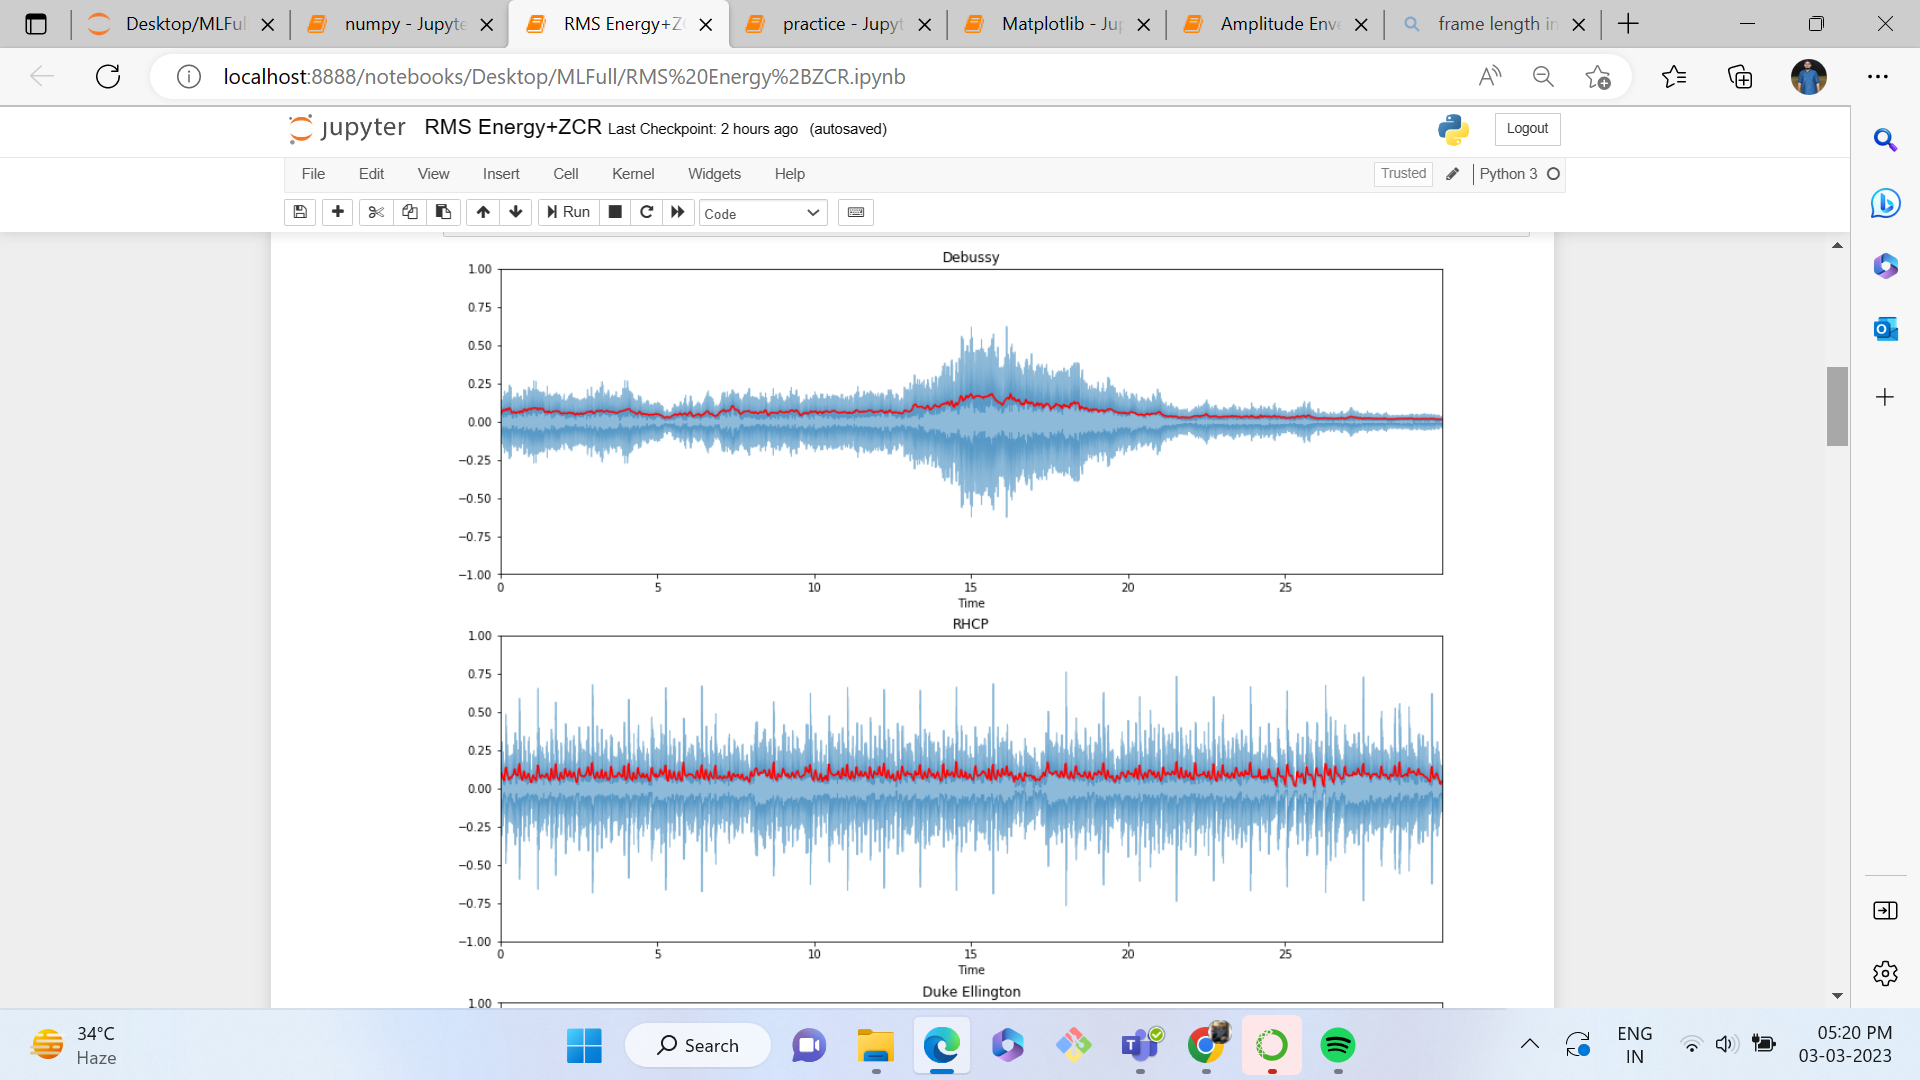 Desktop/MLFul
numpy - Jupyte
RMS Energy+ZC
practice - Jupyt
Matplotlib - Jup
Amplitude Enve
frame length in
localhost:8888/notebooks/Desktop/MLFull/RMS%20Energy%2BZCR.ipynb
jupyter RMS Energy+ZCR Last Checkpoint: 2 hours ago (autosaved)
Logout
File Edit View Insert Cell Kernel Widgets Help
Trusted
Python 3
Run
Code
Debussy
1.00
0.75
0.50
0.25
0.00
−0.25
−0.50
−0.75
−1.00
0 5 10 15 20 25
Time
RHCP
1.00
0.75
0.50
0.25
0.00
−0.25
−0.50
−0.75
−1.00
0 5 10 15 20 25
Time
Duke Ellington
1.00
34°C
Haze
Search
ENG
IN
05:20 PM
03-03-2023